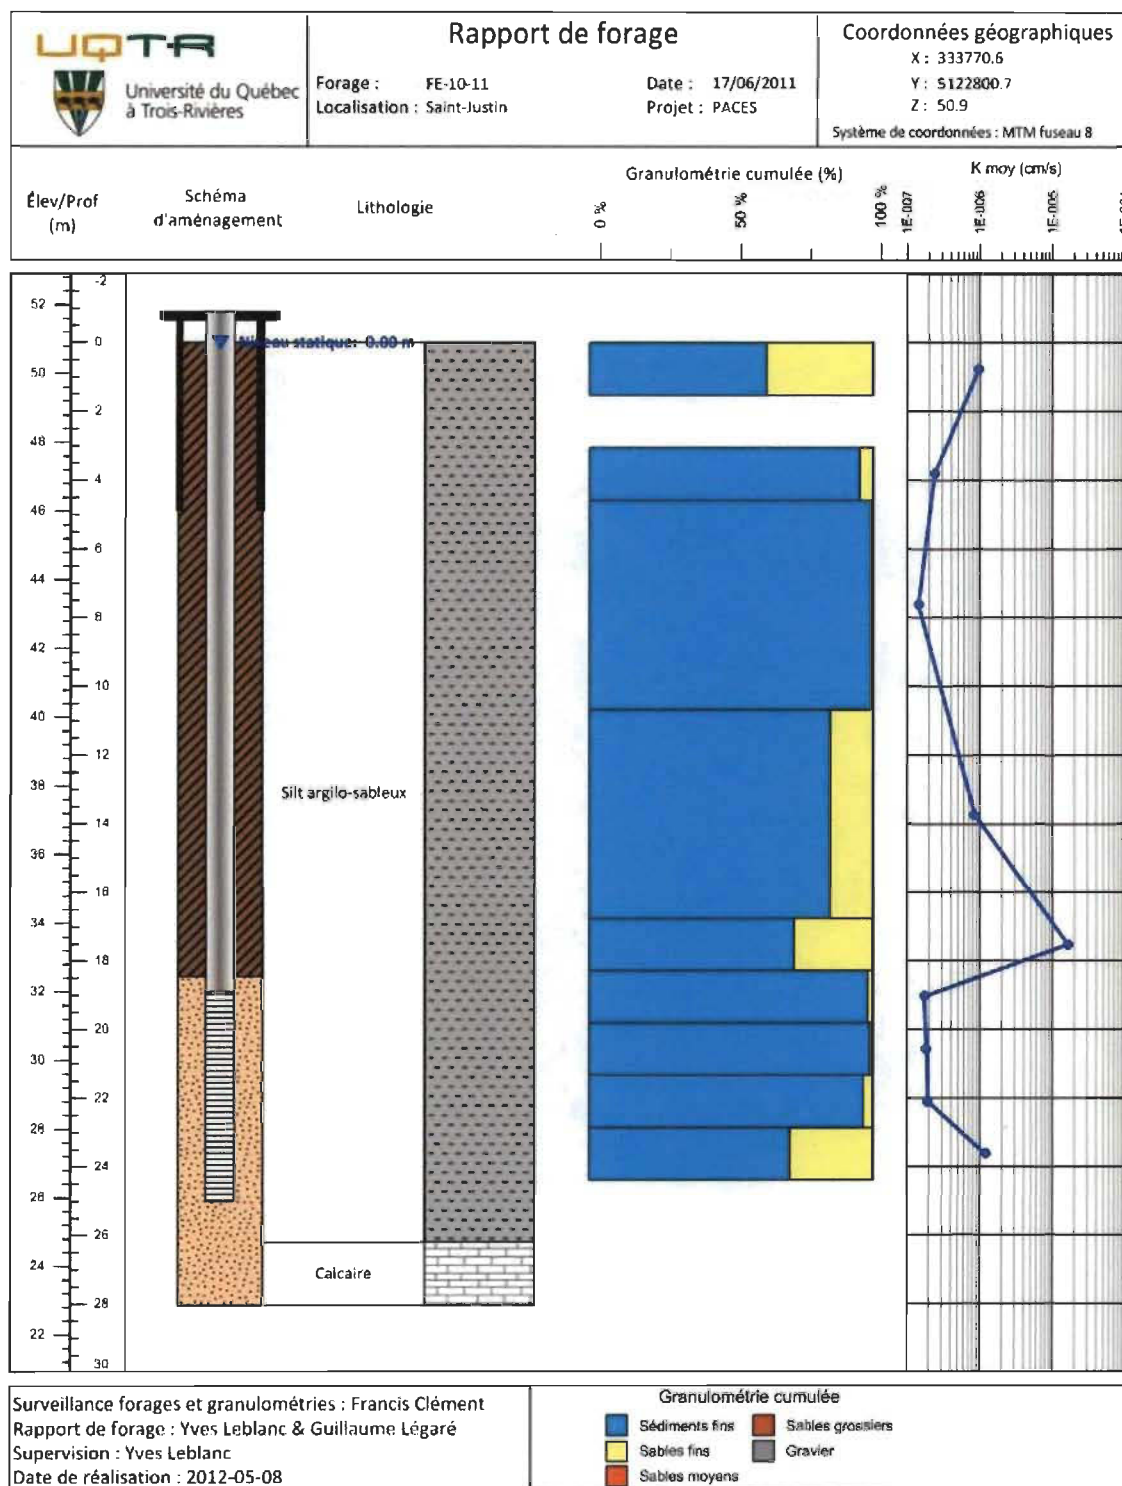 UQTR
Université du Québec
à Trois-Rivières
Rapport de forage
Forage : FE-10-11
Date : 17/06/2011
Localisation : Saint-Justin
Projet : PACES
Coordonnées géographiques
X : 333770.6
Y : 5122800.7
Z : 50.9
Système de coordonnées : MTM fuseau 8
Élev/Prof
(m)
Schéma
d'aménagement
Lithologie
Granulométrie cumulée (%)
0 %
50 %
100 %
K moy (cm/s)
1E-007
1E-006
1E-005
-2
52
0
Niveau statique: 0.00 m
50
2
48
4
46
6
44
8
42
10
40
12
38
Silt argilo-sableux
14
36
16
34
18
32
20
30
22
28
24
26
26
24
Calcaire
28
22
30
Surveillance forages et granulométries : Francis Clément
Rapport de forage : Yves Leblanc & Guillaume Légaré
Supervision : Yves Leblanc
Date de réalisation : 2012-05-08
Granulométrie cumulée
Sédiments fins
Sables grossiers
Sables fins
Gravier
Sables moyens